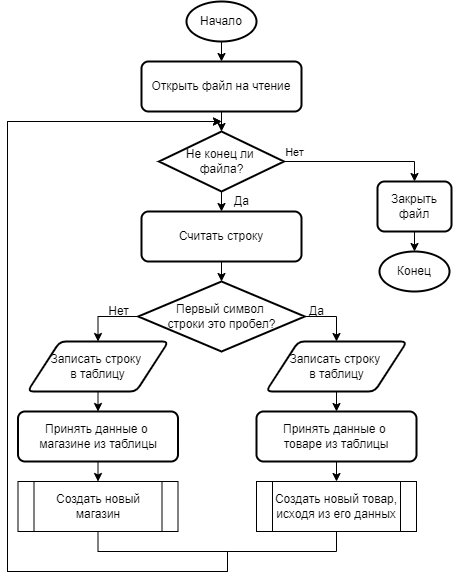 Начало
Открыть файл на чтение
Не конец ли
файла?
Нет
Да
Закрыть
файл
Считать строку
Конец
Первый символ
строки это пробел?
Нет
Да
Записать строку
в таблицу
Записать строку
в таблицу
Принять данные о
магазине из таблицы
Принять данные о
товаре из таблицы
Создать новый
магазин
Создать новый товар,
исходя из его данных